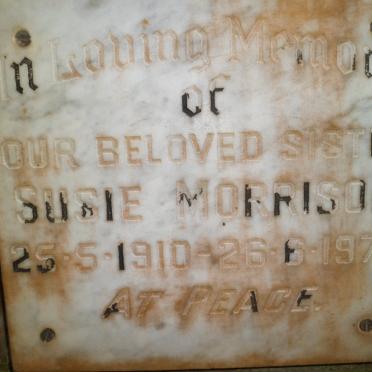 In Loving Memo
of
OUR BELOVED SIST
SUSIE MORRISO
25·5·1910-26·6·197
AT PEACE.